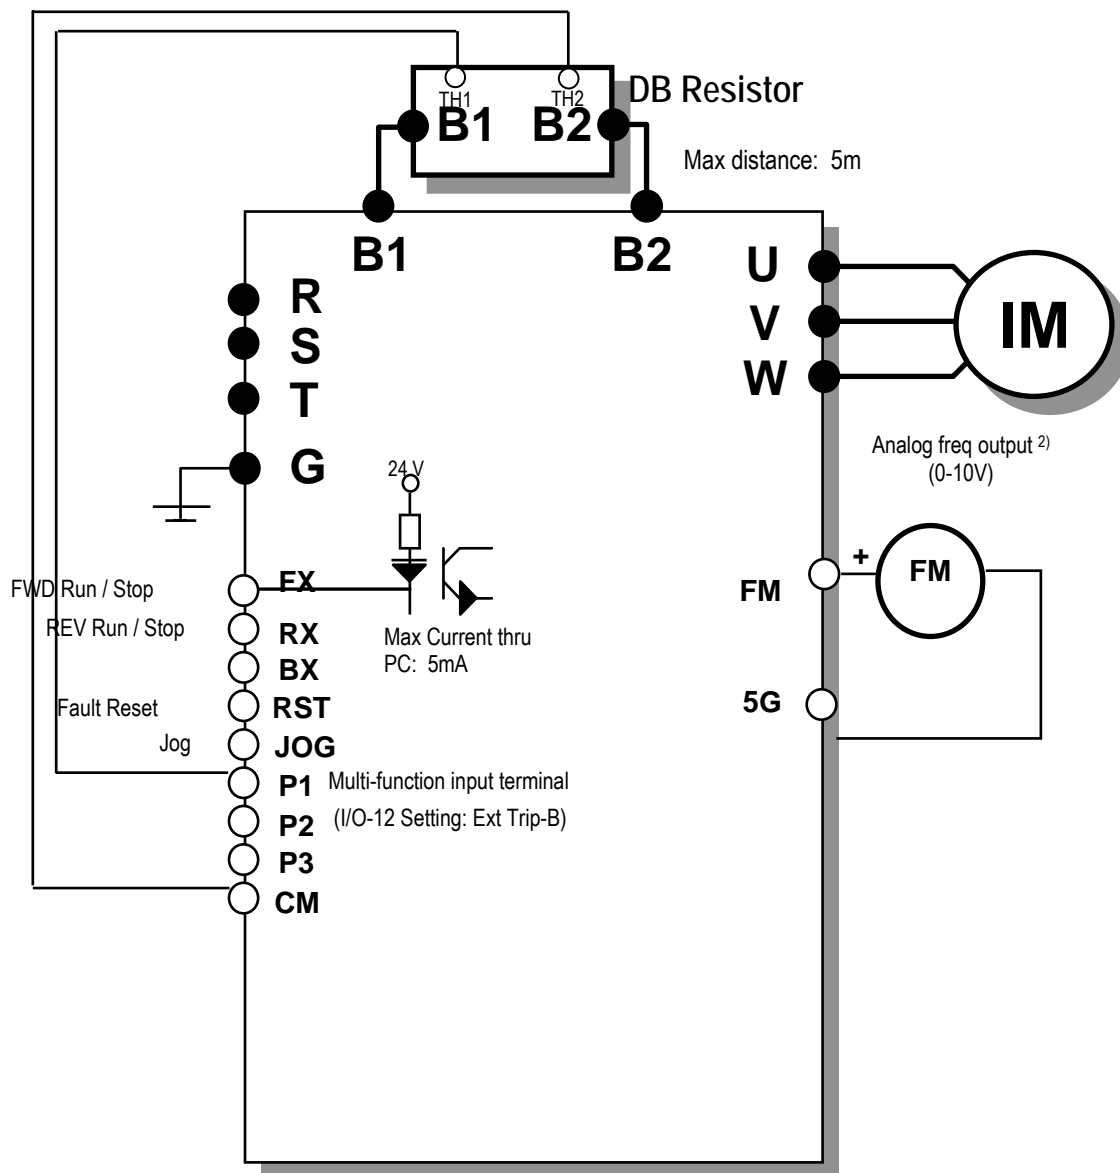 TH1
TH2
DB Resistor
B1
B2
Max distance: 5m
B1
B2
U
R
V
IM
S
W
T
G
Analog freq output 2)
(0-10V)
24 V
FWD Run / Stop
FX
+
FM
FM
REV Run / Stop
RX
Max Current thru
PC: 5mA
BX
Fault Reset
RST
5G
Jog
JOG
P1
Multi-function input terminal
P2
(I/O-12 Setting: Ext Trip-B)
P3
CM